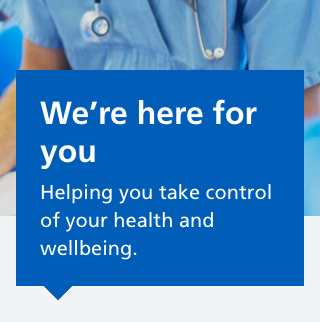 We’re here for
you
Helping you take control
of your health and
wellbeing.